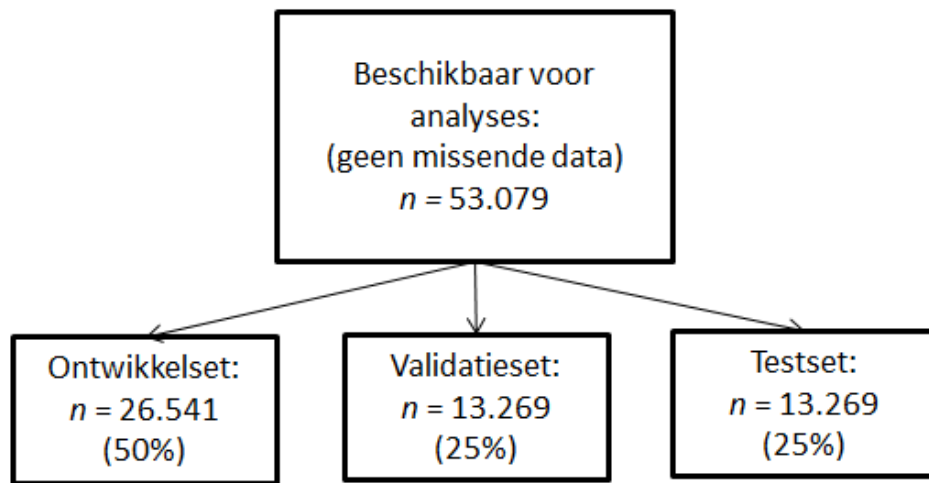 Beschikbaar voor
analyses:
(geen missende data)
n = 53.079
Ontwikkelset:
n = 26.541
(50%)
Validatieset:
n = 13.269
(25%)
Testset:
n = 13.269
(25%)